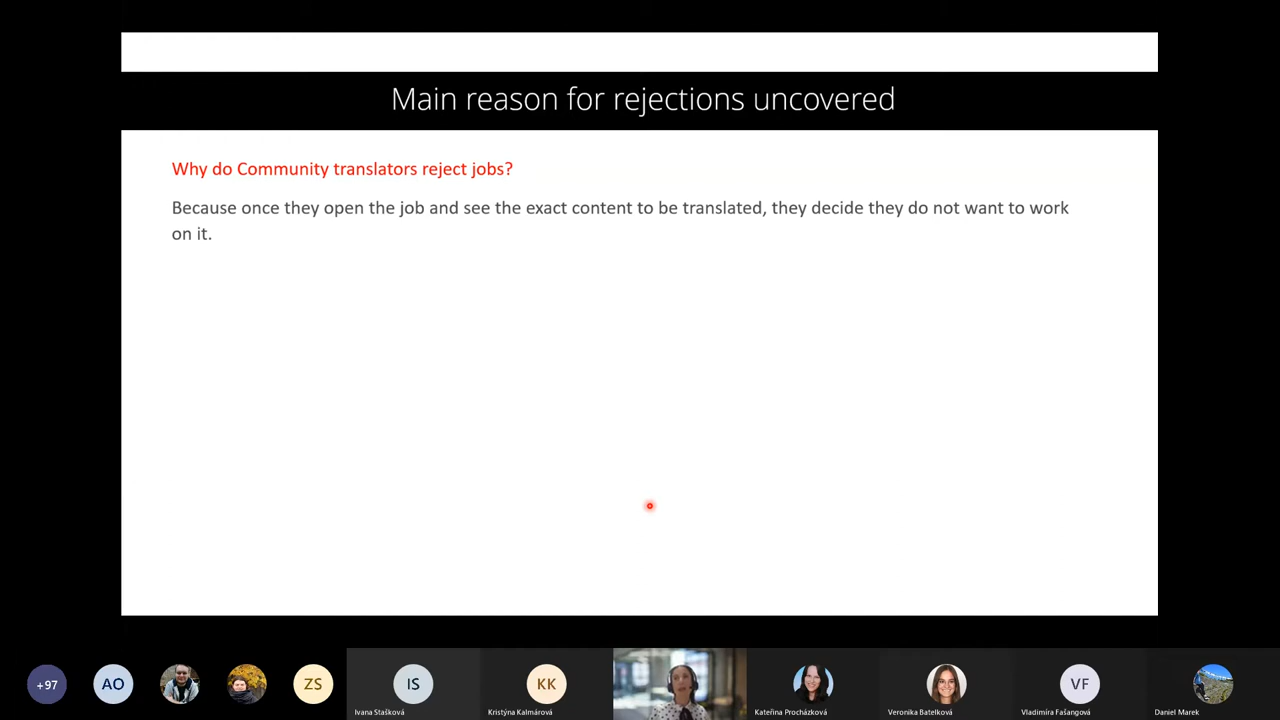 Main reason for rejections uncovered
Why do Community translators reject jobs?
Because once they open the job and see the exact content to be translated, they decide they do not want to work
on it.
+97
AO
ZS
IS
KK
VF
Ivana Stašková
Kristýna Kalmárová
Kateřina Procházková
Veronika Batelková
Vladimíra Fašangová
Daniel Marek